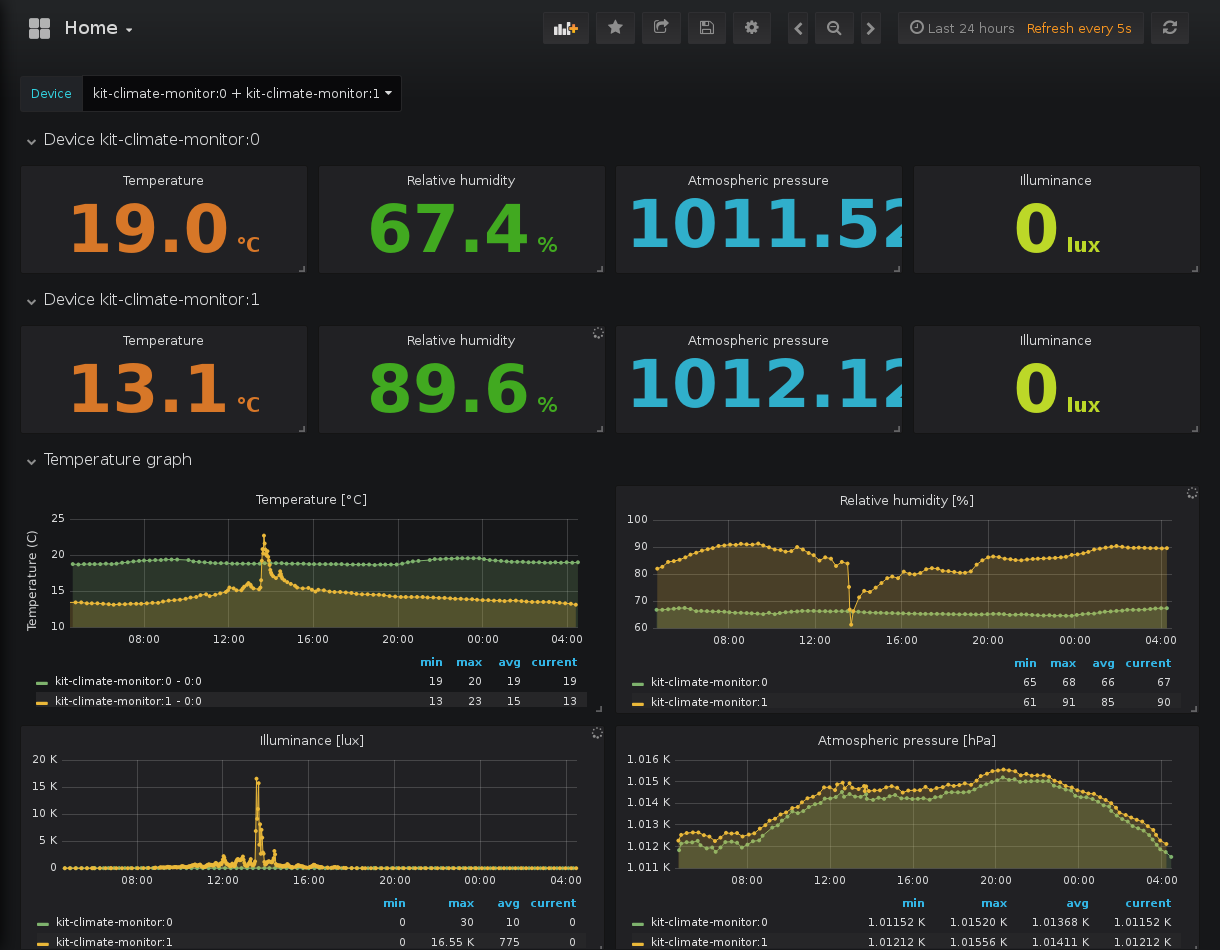 Home
Last 24 hours Refresh every 5s
Device kit-climate-monitor:0 + kit-climate-monitor:1
Device kit-climate-monitor:0
Temperature Relative humidity Atmospheric pressure Illuminance
19.0 °C 67.4 % 1011.52 0 lux
Device kit-climate-monitor:1
Temperature Relative humidity Atmospheric pressure Illuminance
13.1 °C 89.6 % 1012.12 0 lux
Temperature graph
Temperature [°C]
Temperature (C)
25
20
15
10
08:00 12:00 16:00 20:00 00:00 04:00
min max avg current
kit-climate-monitor:0 - 0:0 19 20 19 19
kit-climate-monitor:1 - 0:0 13 23 15 13
Relative humidity [%]
100
90
80
70
60
08:00 12:00 16:00 20:00 00:00 04:00
min max avg current
kit-climate-monitor:0 65 68 66 67
kit-climate-monitor:1 61 91 85 90
Illuminance [lux]
20 K
15 K
10 K
5 K
0
08:00 12:00 16:00 20:00 00:00 04:00
min max avg current
kit-climate-monitor:0 0 30 10 0
kit-climate-monitor:1 0 16.55 K 775 0
Atmospheric pressure [hPa]
1.016 K
1.015 K
1.014 K
1.013 K
1.012 K
1.011 K
08:00 12:00 16:00 20:00 00:00 04:00
min max avg current
kit-climate-monitor:0 1.01152 K 1.01520 K 1.01368 K 1.01152 K
kit-climate-monitor:1 1.01212 K 1.01556 K 1.01411 K 1.01212 K